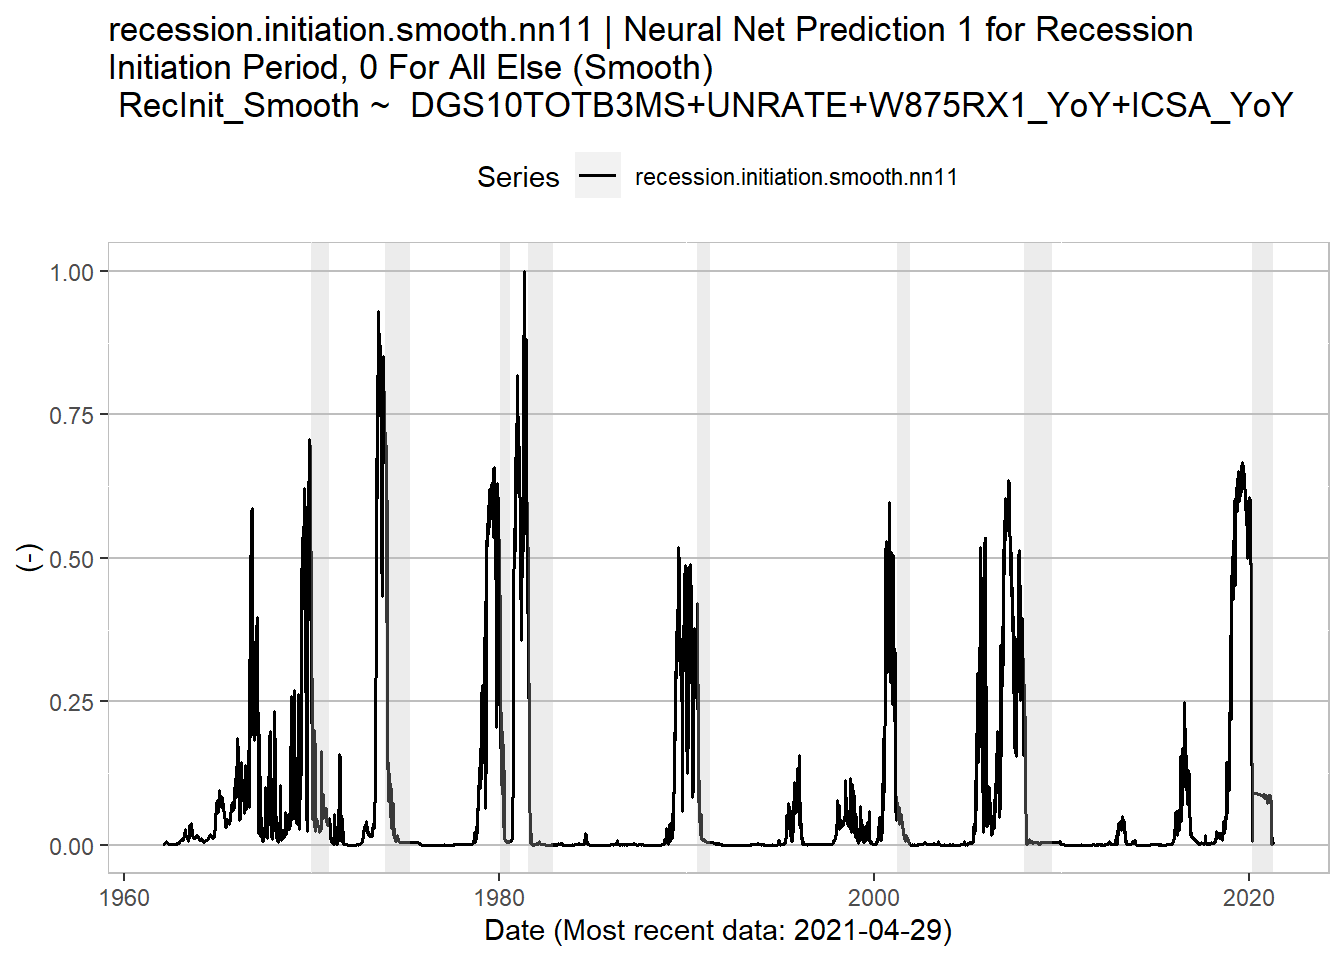 recession.initiation.smooth.nn11 | Neural Net Prediction 1 for Recession
Initiation Period, 0 For All Else (Smooth)
RecInit_Smooth ~ DGS10TOTB3MS+UNRATE+W875RX1_YoY+ICSA_YoY
Series recession.initiation.smooth.nn11
1.00
0.75
0.50
0.25
0.00
(-)
1960 1980 2000 2020
Date (Most recent data: 2021-04-29)